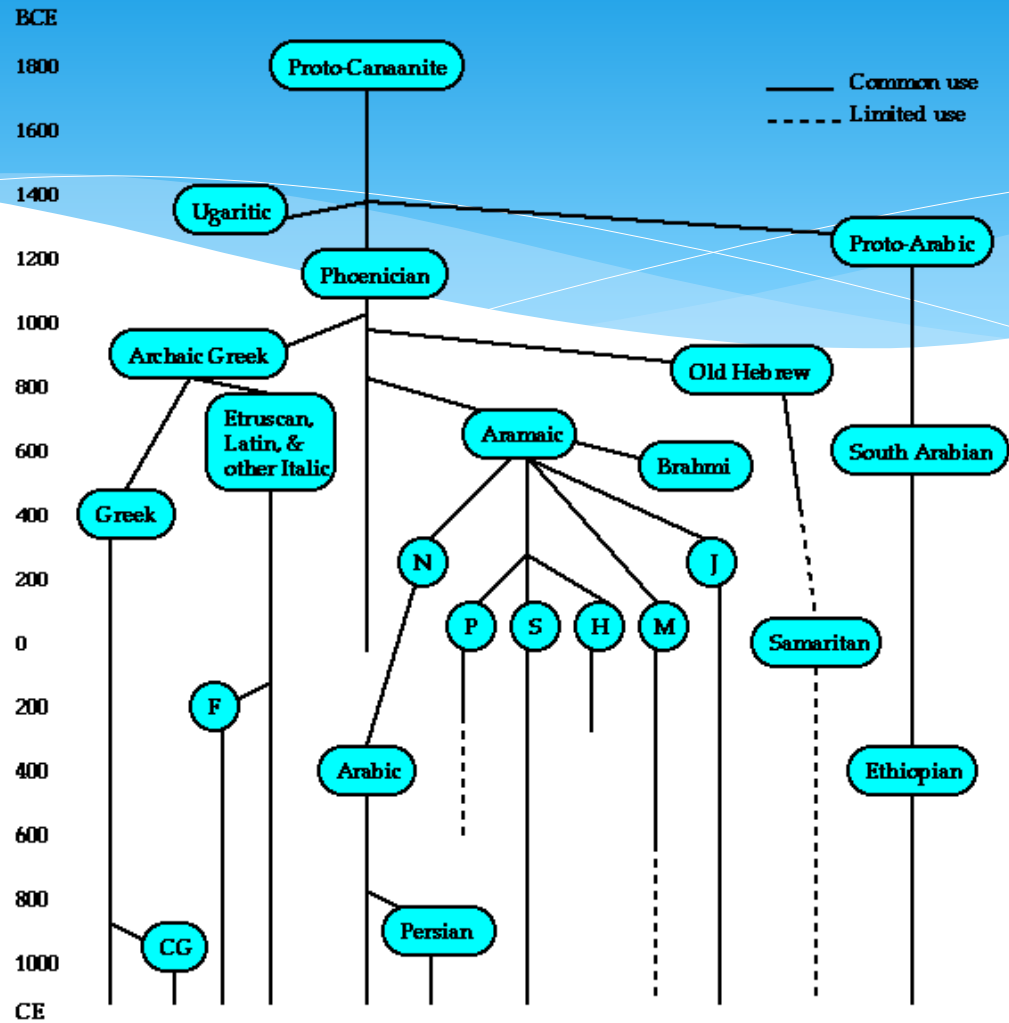 BCE
1800
Proto-Canaanite
Common use
Limited use
1600
1400
Ugaritic
Proto-Arabic
1200
Phoenician
1000
Archaic Greek
Old Hebrew
800
Etruscan,
Latin, &
other Italic
Aramaic
600
Brahmi
South Arabian
400
Greek
N
J
200
P
S
H
M
0
Samaritan
200
F
400
Arabic
Ethiopian
600
800
Persian
CG
1000
CE